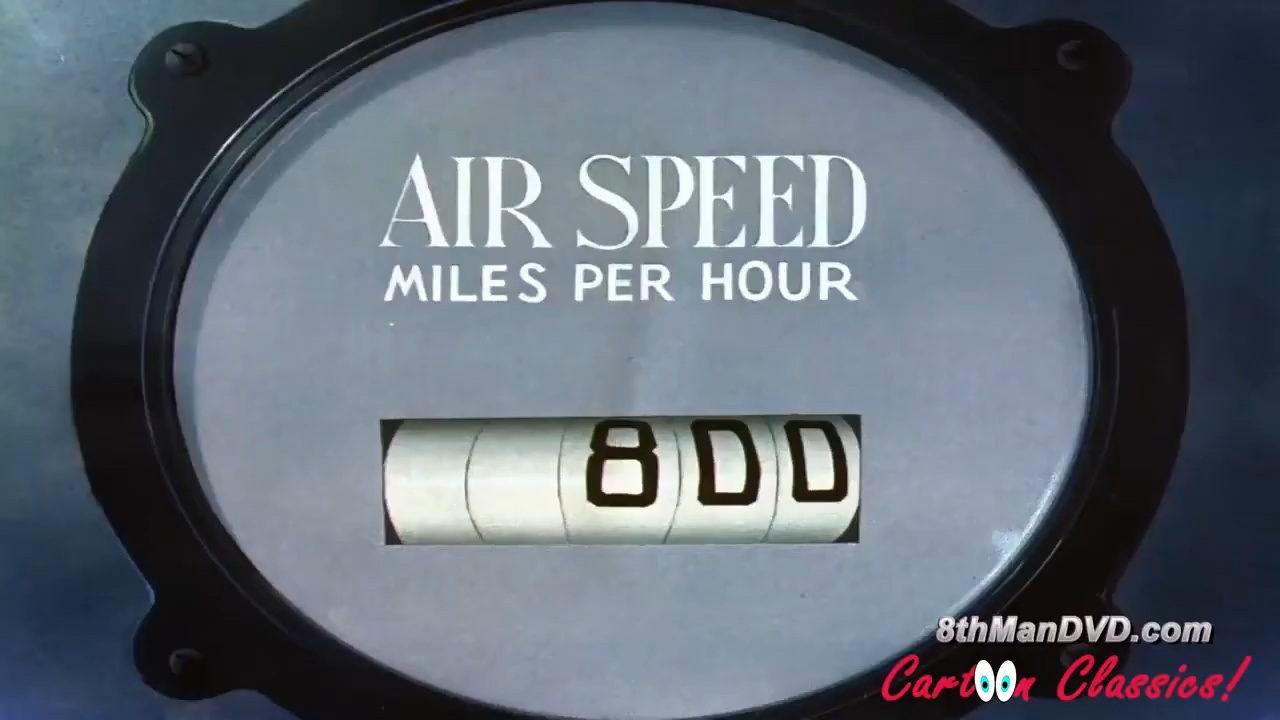 AIR SPEED
MILES PER HOUR
800
8thManDVD.com
Cartoon Classics!